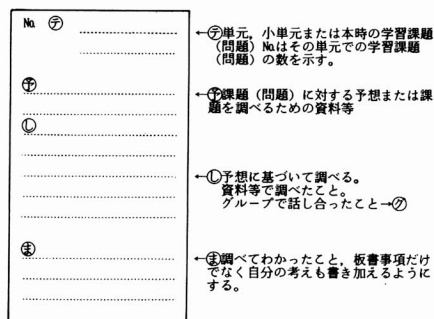 No. ㋢
←㋢単元,小単元または本時の学習課題
(問題)No.はその単元での学習課題
(問題)の数を示す。
予
←予課題(問題)に対する予想または課
題を調べるための資料等
し
←し予想に基づいて調べる。
資料等で調べたこと。
グループで話し合ったこと→㋗
ま
←ま調べてわかったこと,板書事項だけ
でなく自分の考えも書き加えるように
する。